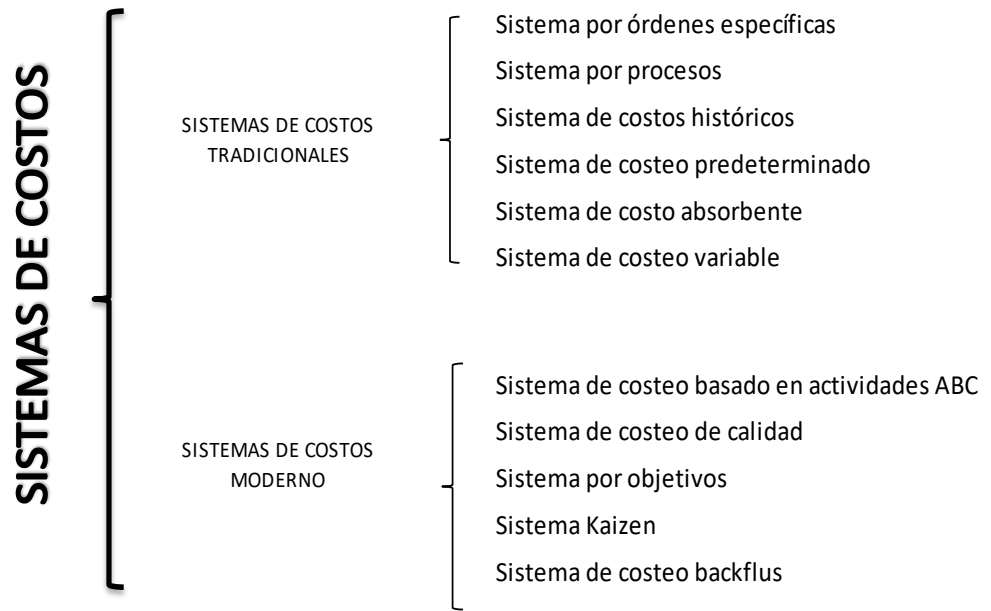 SISTEMAS DE COSTOS
SISTEMAS DE COSTOS
TRADICIONALES
Sistema por órdenes específicas
Sistema por procesos
Sistema de costos históricos
Sistema de costeo predeterminado
Sistema de costo absorbente
Sistema de costeo variable
SISTEMAS DE COSTOS
MODERNO
Sistema de costeo basado en actividades ABC
Sistema de costeo de calidad
Sistema por objetivos
Sistema Kaizen
Sistema de costeo backflus